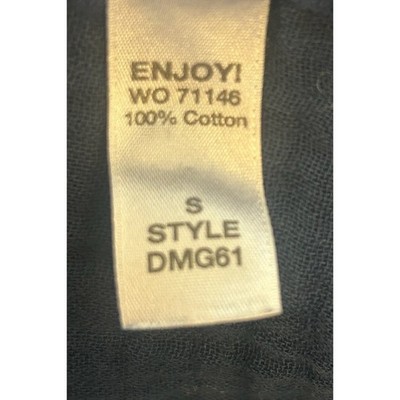 ENJOY!
WO 71146
100% Cotton
S
STYLE
DMG61